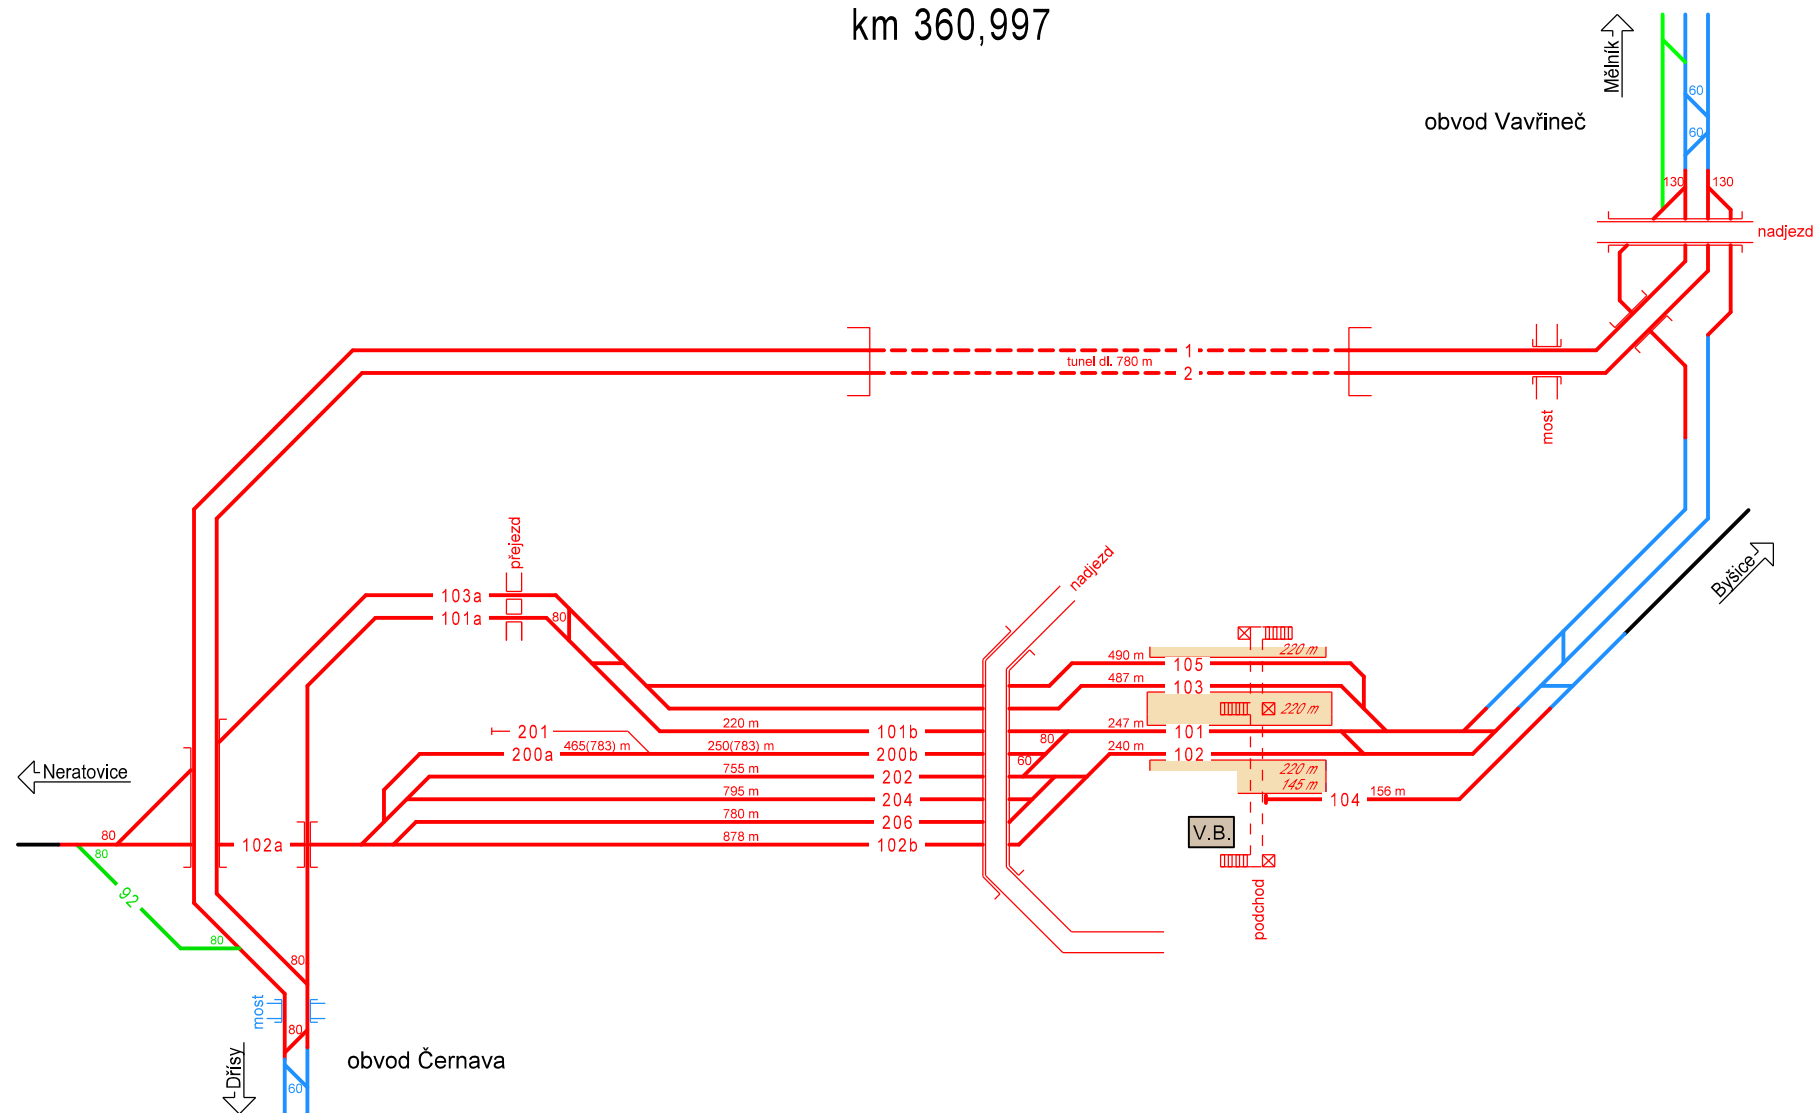 km 360,997
Mělník
60
obvod Vavřineč
60
130
130
nadjezd
1
tunel dl. 780 m
2
most
přejezd
nadjezd
Byšice
103a
101a
80
490 m
105
220 m
487 m
103
220 m
201
220 m
101b
247 m
101
80
200a
465(783) m
250(783) m
200b
240 m
102
60
Neratovice
755 m
202
220 m
145 m
795 m
204
104
156 m
780 m
206
V.B.
80
102a
878 m
102b
80
92
podchod
80
80
most
80
Dřísy
obvod Černava
60